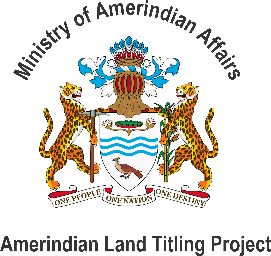 Ministry of Amerindian Affairs
ONE PEOPLE ONE NATION ONE DESTINY
Amerindian Land Titling Project